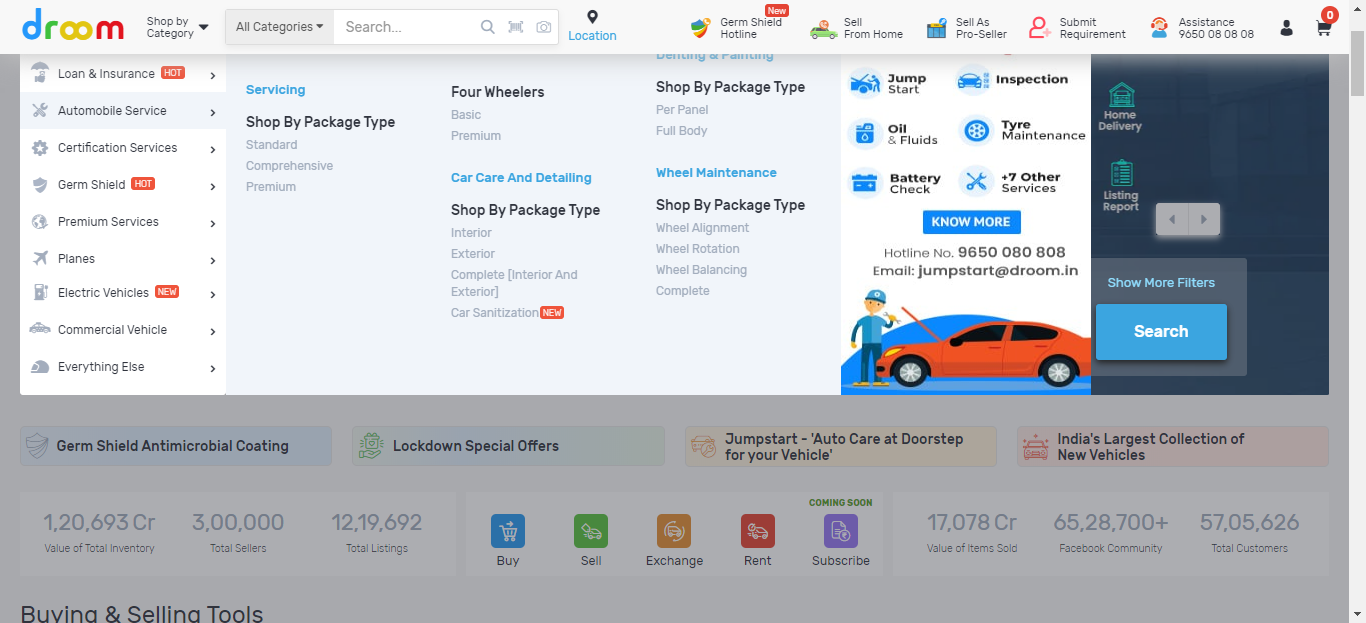 droom
Shop by
Category
All Categories
Search...
Location
New
Germ Shield
Hotline
Sell
From Home
Sell As
Pro-Seller
Submit
Requirement
Assistance
9650 08 08 08
0
Loan & Insurance HOT
Automobile Service
Certification Services
Germ Shield HOT
Premium Services
Planes
Electric Vehicles NEW
Commercial Vehicle
Everything Else
Servicing
Shop By Package Type
Standard
Comprehensive
Premium
Four Wheelers
Basic
Premium
Car Care And Detailing
Shop By Package Type
Interior
Exterior
Complete [Interior And
Exterior]
Car Sanitization NEW
Denting & Painting
Shop By Package Type
Per Panel
Full Body
Wheel Maintenance
Shop By Package Type
Wheel Alignment
Wheel Rotation
Wheel Balancing
Complete
Jump
Start
Inspection
Oil
& Fluids
Tyre
Maintenance
Battery
Check
+7 Other
Services
KNOW MORE
Hotline No. 9650 080 808
Email: jumpstart@droom.in
Home
Delivery
Listing
Report
Show More Filters
Search
Germ Shield Antimicrobial Coating
Lockdown Special Offers
Jumpstart - 'Auto Care at Doorstep
for your Vehicle'
India's Largest Collection of
New Vehicles
1,20,693 Cr
Value of Total Inventory
3,00,000
Total Sellers
12,19,692
Total Listings
Buy
Sell
Exchange
Rent
COMING SOON
Subscribe
17,078 Cr
Value of Items Sold
65,28,700+
Facebook Community
57,05,626
Total Customers
Buying & Selling Tools